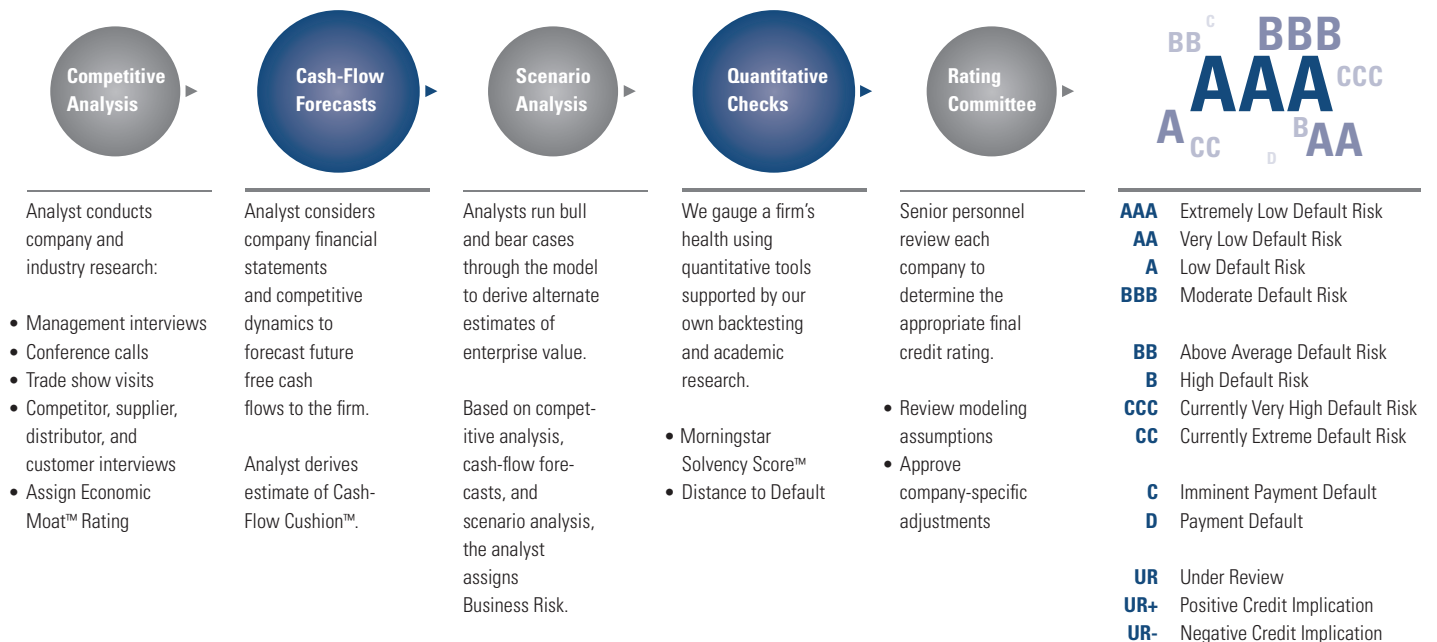 Competitive
Analysis
Cash-Flow
Forecasts
Scenario
Analysis
Quantitative
Checks
Rating
Committee
C
BB
BBB
AAA
CCC
A
CC
B
AA
D
Analyst conducts
company and
industry research:
• Management interviews
• Conference calls
• Trade show visits
• Competitor, supplier,
distributor, and
customer interviews
• Assign Economic
Moat™ Rating
Analyst considers
company financial
statements
and competitive
dynamics to
forecast future
free cash
flows to the firm.
Analyst derives
estimate of Cash-
Flow Cushion™.
Analysts run bull
and bear cases
through the model
to derive alternate
estimates of
enterprise value.
Based on compet-
itive analysis,
cash-flow fore-
casts, and
scenario analysis,
the analyst
assigns
Business Risk.
We gauge a firm's
health using
quantitative tools
supported by our
own backtesting
and academic
research.
• Morningstar
Solvency Score™
• Distance to Default
Senior personnel
review each
company to
determine the
appropriate final
credit rating.
• Review modeling
assumptions
• Approve
company-specific
adjustments
AAA Extremely Low Default Risk
AA Very Low Default Risk
A Low Default Risk
BBB Moderate Default Risk
BB Above Average Default Risk
B High Default Risk
CCC Currently Very High Default Risk
CC Currently Extreme Default Risk
C Imminent Payment Default
D Payment Default
UR Under Review
UR+ Positive Credit Implication
UR- Negative Credit Implication